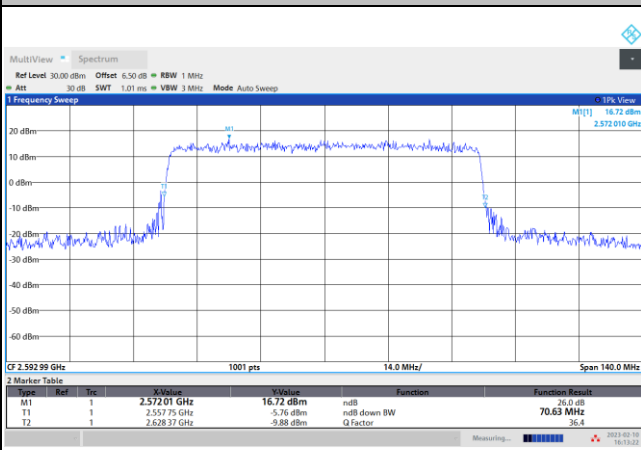 MultiView Spectrum
Ref Level 30.00 dBm Offset 6.50 dB RBW 1 MHz
Att 30 dB SWT 1.01 ms VBW 3 MHz Mode Auto Sweep
1 Frequency Sweep 1Pk View
M1[1] 16.72 dBm
2.572 010 GHz
M1
20 dBm
10 dBm
0 dBm
T1
T2
-10 dBm
-20 dBm
-30 dBm
-40 dBm
-50 dBm
-60 dBm
CF 2.592 99 GHz 1001 pts 14.0 MHz/ Span 140.0 MHz
2 Marker Table
Type Ref Trc X-Value Y-Value Function Function Result
M1 1 2.572 01 GHz 16.72 dBm ndB 26.0 dB
T1 1 2.557 75 GHz -5.76 dBm ndB down BW 70.63 MHz
T2 1 2.628 37 GHz -9.88 dBm Q Factor 36.4
Measuring... 2023-02-10
16:13:22